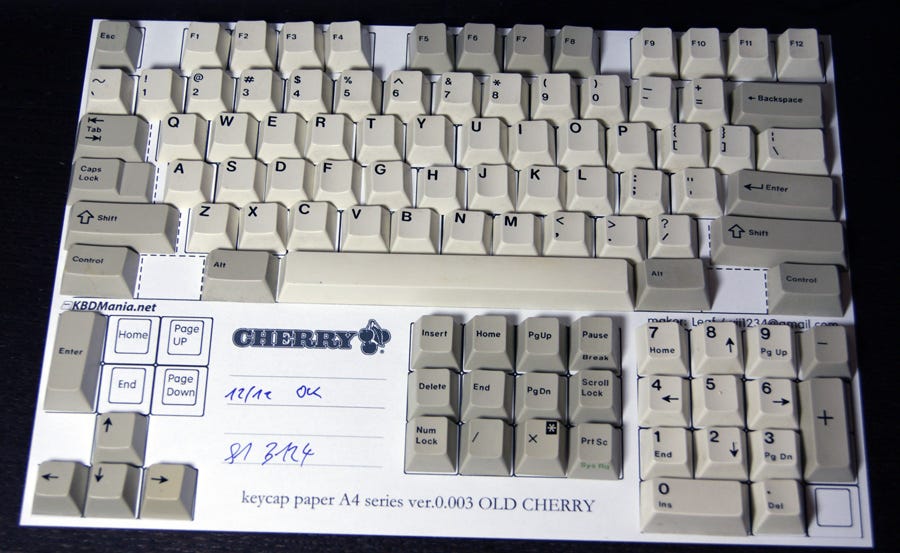 Esc F1 F2 F3 F4 F5 F6 F7 F8 F9 F10 F11 F12
~ ` ! 1 @ 2 # 3 $ 4 % 5 ^ 6 & 7 * 8 ( 9 ) 0 _ - + = ← Backspace
Tab Q W E R T Y U I O P { [ } ] \
Caps Lock A S D F G H J K L : ; " ' Enter
Shift Z X C V B N M < , > . ? / Shift
Control Alt Alt Control
KBDMania.net
Enter
Home Page UP
End Page Down
↑
← ↓ →
CHERRY
12/12 OK
G1 3124
keycap paper A4 series ver.0.003 OLD CHERRY
Insert Home PgUp Pause Break
Delete End PgDn Scroll Lock
Num Lock / × * PrtSc SysRq
7 Home 8 ↑ 9 Pg Up −
4 ← 5 6 → +
1 End 2 ↓ 3 Pg Dn
0 Ins . Del